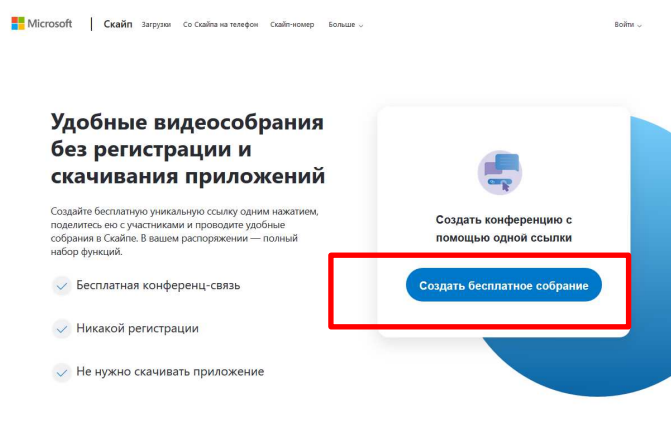 Microsoft Скайп Загрузки Со Скайпа на телефон Скайп-номер Больше Войти
Удобные видеособрания
без регистрации и
скачивания приложений
Создайте бесплатную уникальную ссылку одним нажатием,
поделитесь ею с участниками и проводите удобные
собрания в Скайпе. В вашем распоряжении — полный
набор функций.
Бесплатная конференц-связь
Никакой регистрации
Не нужно скачивать приложение
Создать конференцию с
помощью одной ссылки
Создать бесплатное собрание